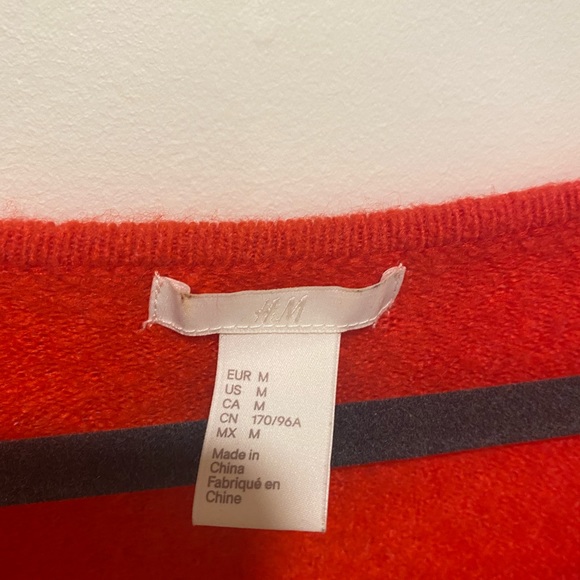 H&M
EUR M
US M
CA M
CN 170/96A
MX M
Made in
China
Fabriqué en
Chine